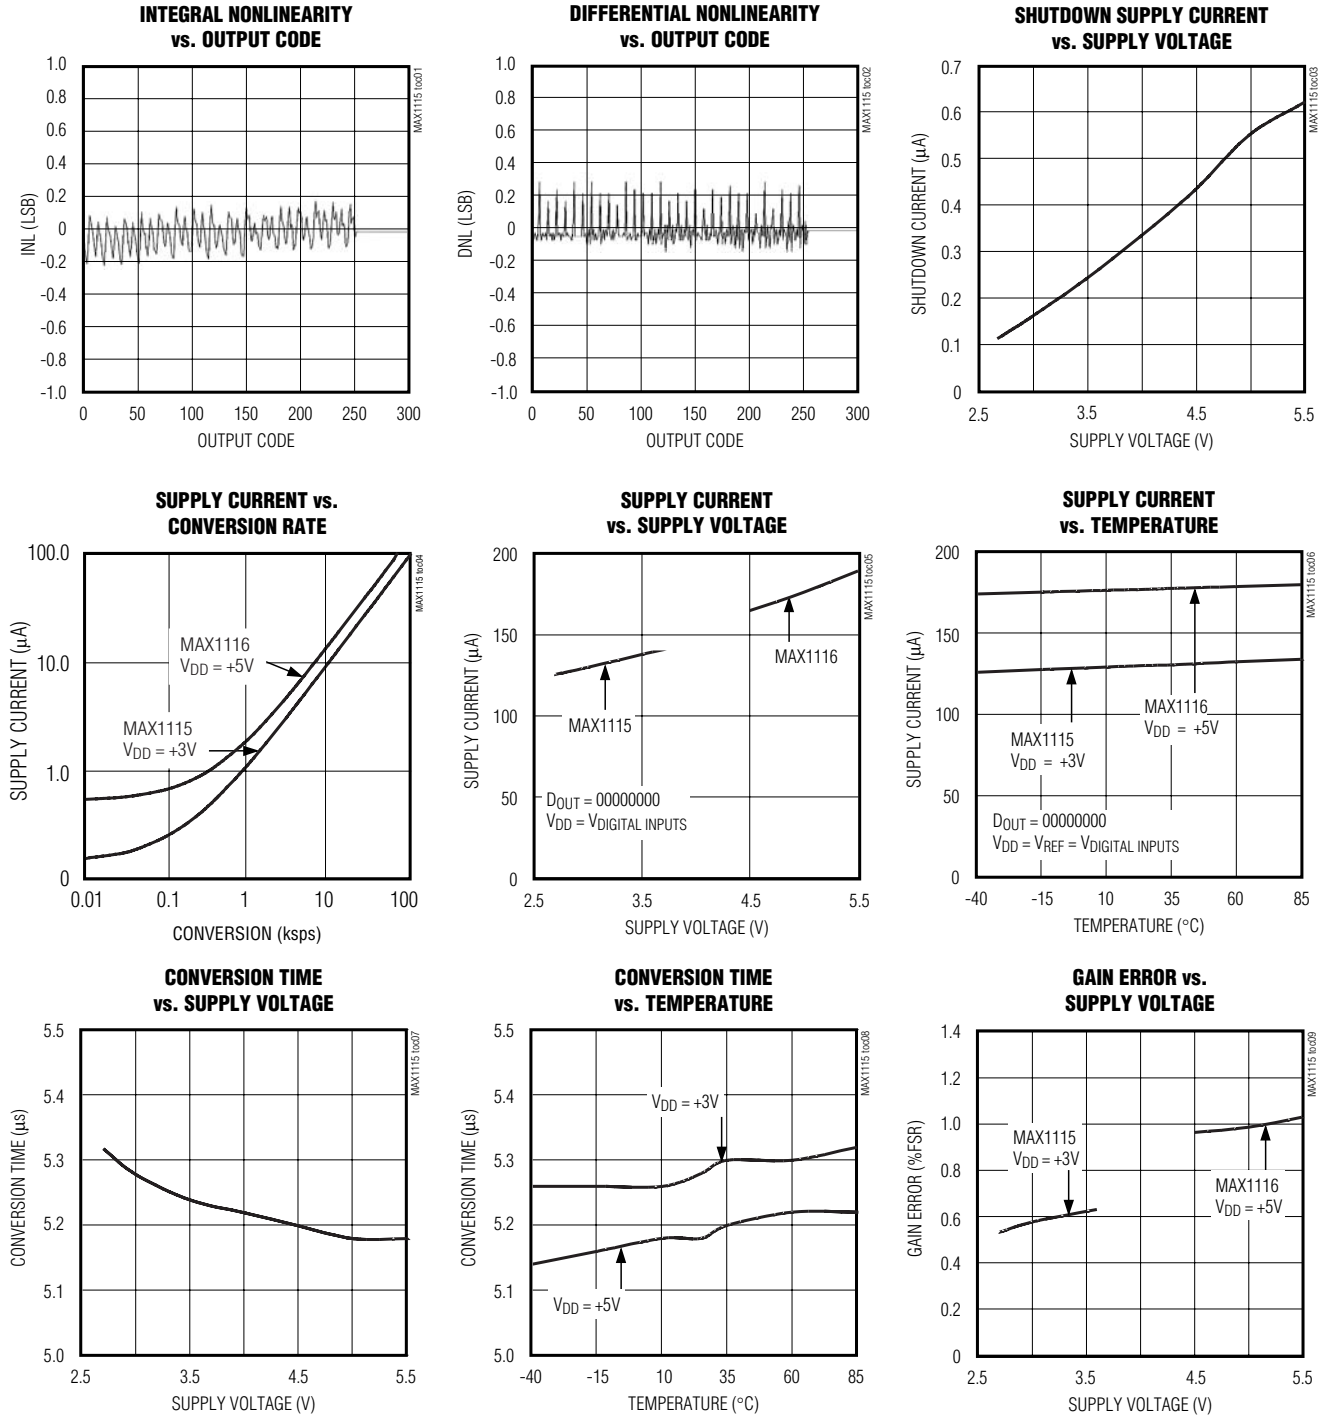 INTEGRAL NONLINEARITY
vs. OUTPUT CODE
1.0
0.8
0.6
0.4
0.2
0
-0.2
-0.4
-0.6
-0.8
-1.0
INL (LSB)
0 50 100 150 200 250 300
OUTPUT CODE
MAX1115 toc01
DIFFERENTIAL NONLINEARITY
vs. OUTPUT CODE
1.0
0.8
0.6
0.4
0.2
0
-0.2
-0.4
-0.6
-0.8
-1.0
DNL (LSB)
0 50 100 150 200 250 300
OUTPUT CODE
MAX1115 toc02
SHUTDOWN SUPPLY CURRENT
vs. SUPPLY VOLTAGE
0.7
0.6
0.5
0.4
0.3
0.2
0.1
0
SHUTDOWN CURRENT (μA)
2.5 3.5 4.5 5.5
SUPPLY VOLTAGE (V)
MAX1115 toc03
SUPPLY CURRENT vs.
CONVERSION RATE
100.0
10.0
1.0
0
SUPPLY CURRENT (μA)
MAX1116
VDD = +5V
MAX1115
VDD = +3V
0.01 0.1 1 10 100
CONVERSION (ksps)
MAX1115 toc04
SUPPLY CURRENT
vs. SUPPLY VOLTAGE
200
150
100
50
0
SUPPLY CURRENT (μA)
MAX1116
MAX1115
DOUT = 00000000
VDD = VDIGITAL INPUTS
2.5 3.5 4.5 5.5
SUPPLY VOLTAGE (V)
MAX1115 toc05
SUPPLY CURRENT
vs. TEMPERATURE
200
150
100
50
0
SUPPLY CURRENT (μA)
MAX1116
VDD = +5V
MAX1115
VDD = +3V
DOUT = 00000000
VDD = VREF = VDIGITAL INPUTS
-40 -15 10 35 60 85
TEMPERATURE (°C)
MAX1115 toc06
CONVERSION TIME
vs. SUPPLY VOLTAGE
5.5
5.4
5.3
5.2
5.1
5.0
CONVERSION TIME (μs)
2.5 3.5 4.5 5.5
SUPPLY VOLTAGE (V)
MAX1115 toc07
CONVERSION TIME
vs. TEMPERATURE
5.5
5.4
5.3
5.2
5.1
5.0
CONVERSION TIME (μs)
VDD = +3V
VDD = +5V
-40 -15 10 35 60 85
TEMPERATURE (°C)
MAX1115 toc08
GAIN ERROR vs.
SUPPLY VOLTAGE
1.4
1.2
1.0
0.8
0.6
0.4
0.2
0
GAIN ERROR (%FSR)
MAX1115
VDD = +3V
MAX1116
VDD = +5V
2.5 3.5 4.5 5.5
SUPPLY VOLTAGE (V)
MAX1115 toc09